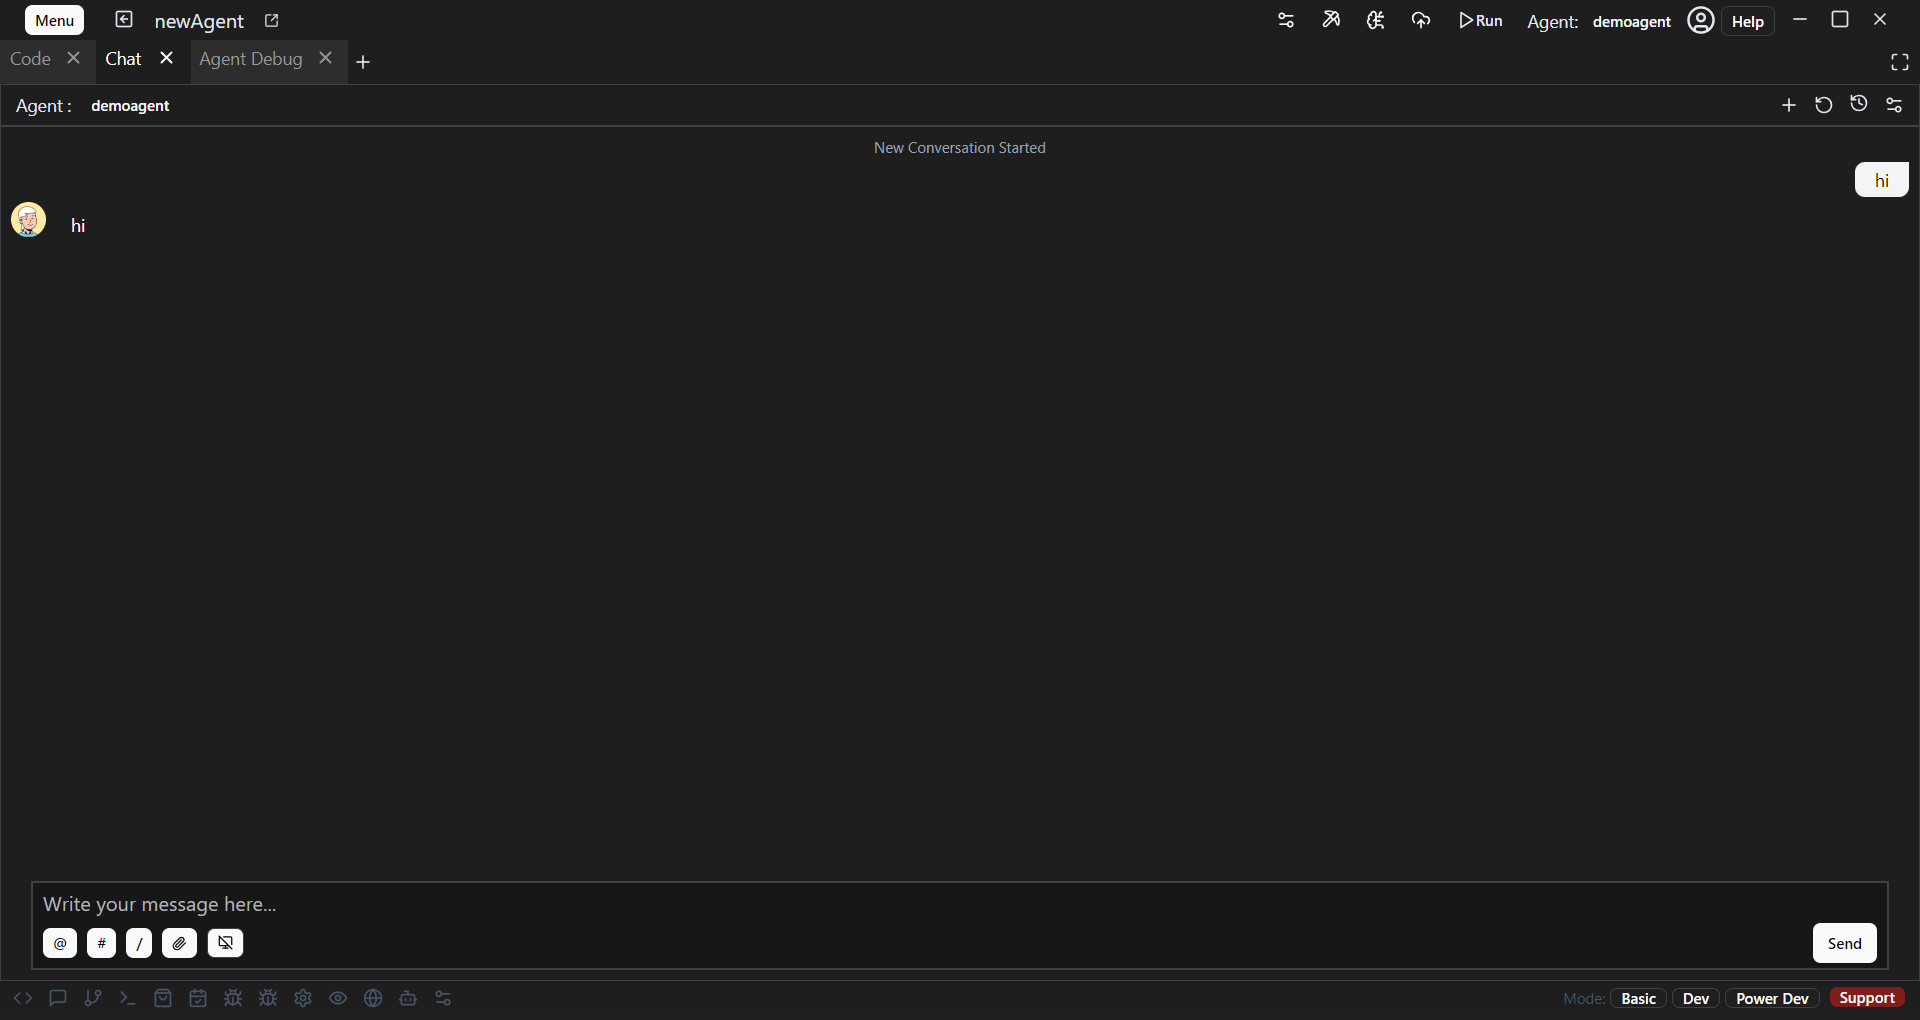 Menu newAgent Run Agent: demoagent Help
Code Chat Agent Debug
Agent : demoagent
New Conversation Started
hi
hi
Write your message here...
@ # / Send
Mode: Basic Dev Power Dev Support